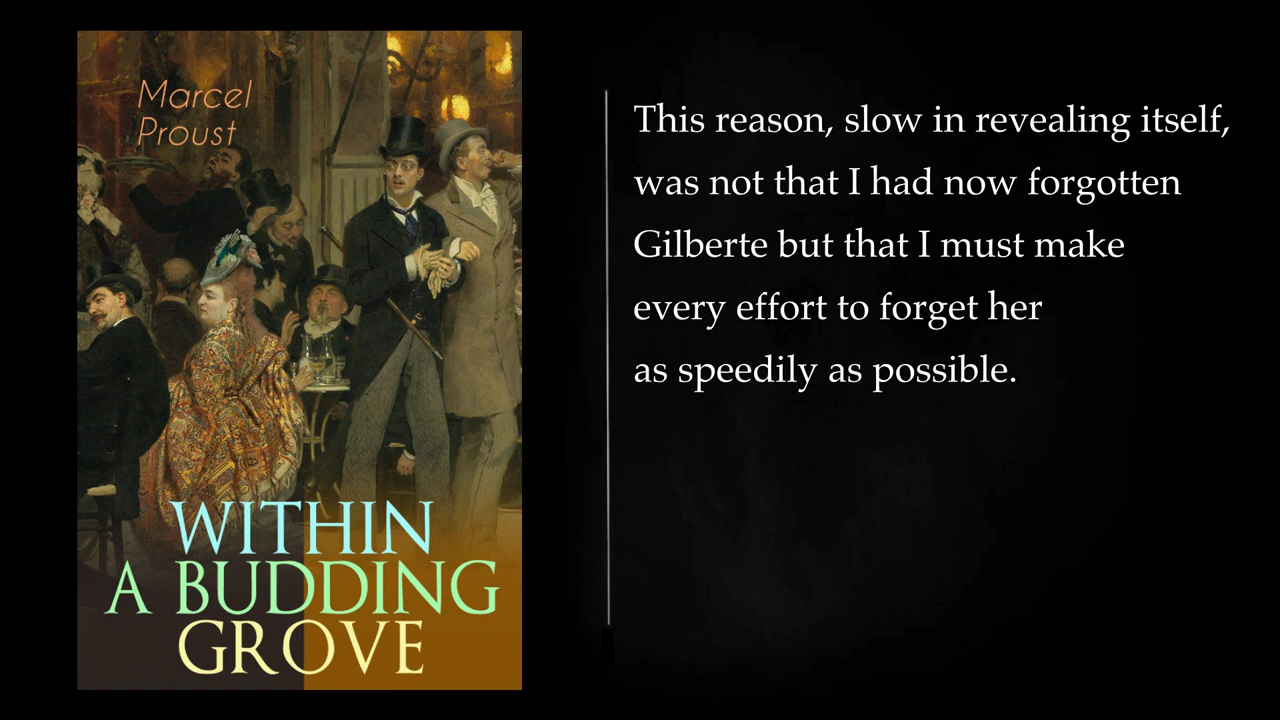 Marcel
Proust
WITHIN
A BUDDING
GROVE
This reason, slow in revealing itself,
was not that I had now forgotten
Gilberte but that I must make
every effort to forget her
as speedily as possible.